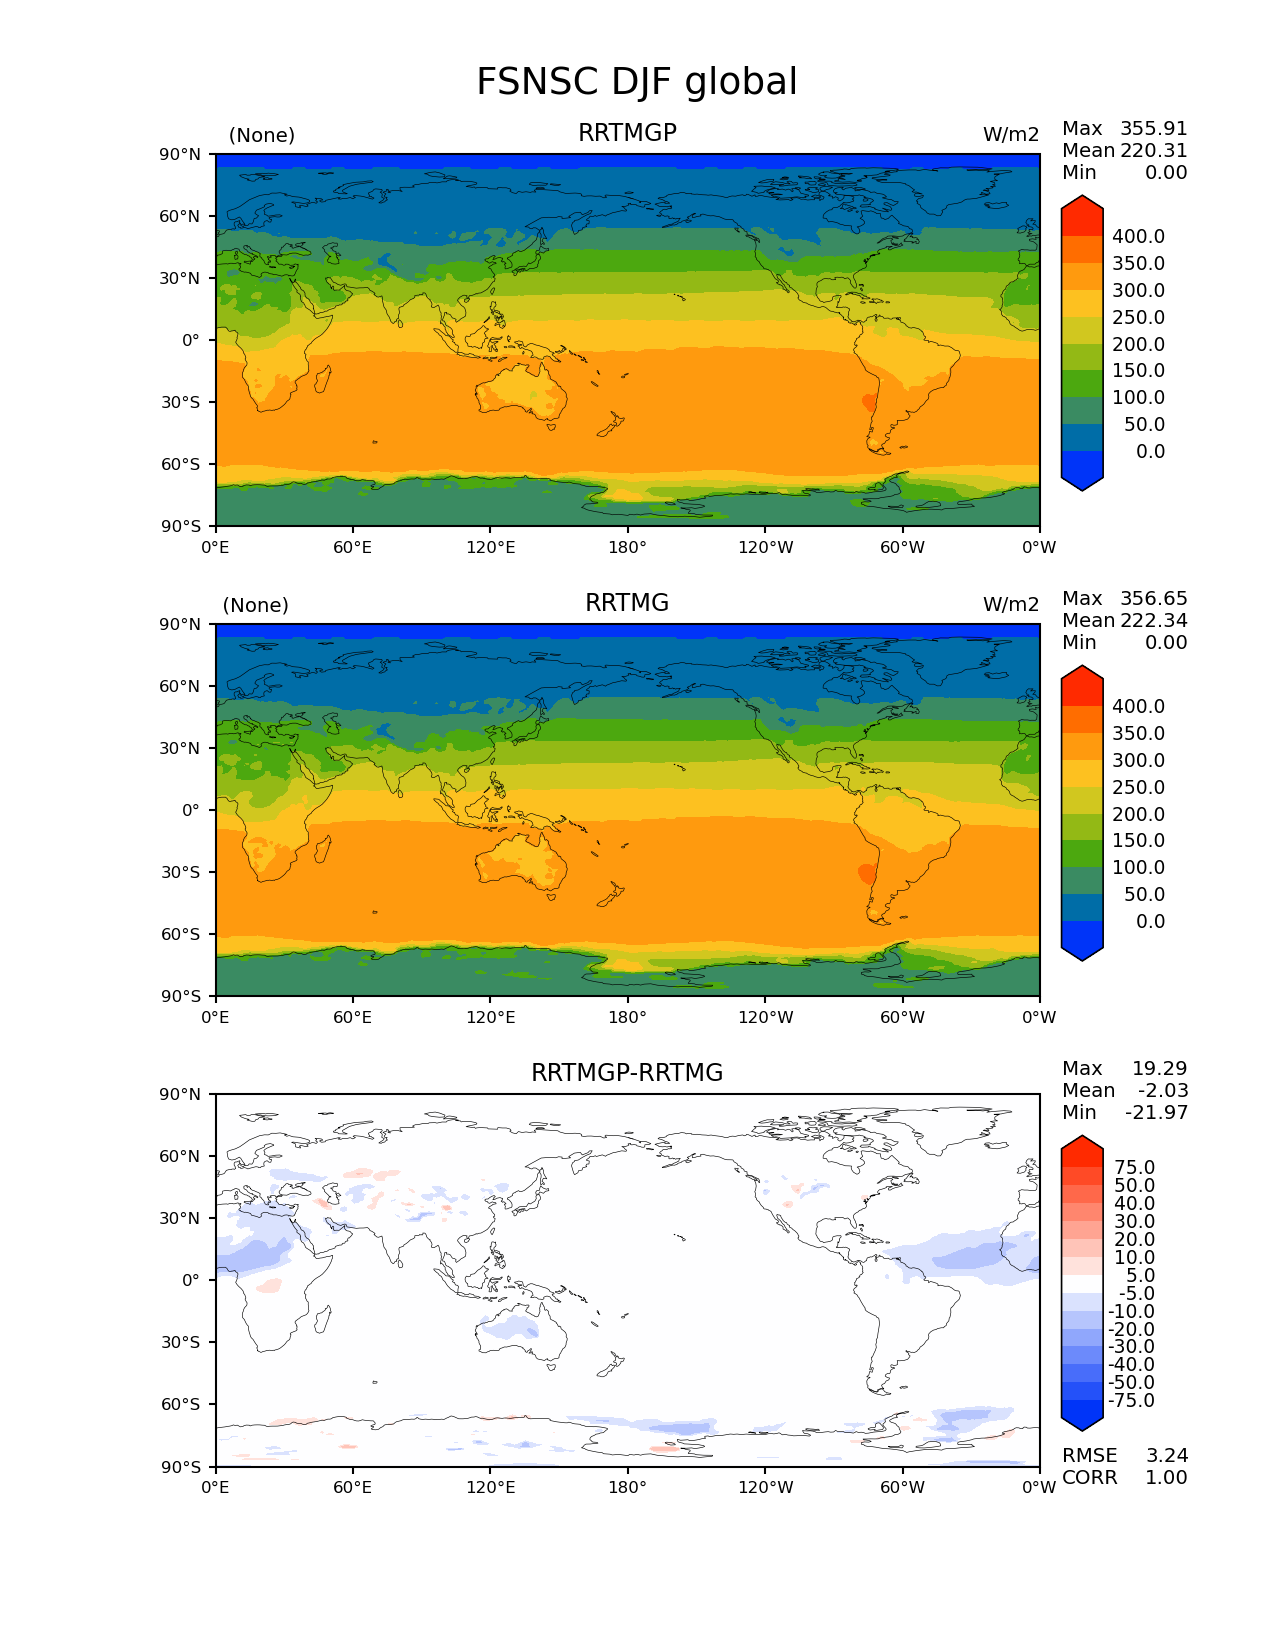 FSNSC DJF global
(None) RRTMGP W/m2
Max 355.91
Mean 220.31
Min 0.00
90°N
60°N
30°N
0°
30°S
60°S
90°S
0°E 60°E 120°E 180° 120°W 60°W 0°W
400.0
350.0
300.0
250.0
200.0
150.0
100.0
50.0
0.0
(None) RRTMG W/m2
Max 356.65
Mean 222.34
Min 0.00
90°N
60°N
30°N
0°
30°S
60°S
90°S
0°E 60°E 120°E 180° 120°W 60°W 0°W
400.0
350.0
300.0
250.0
200.0
150.0
100.0
50.0
0.0
RRTMGP-RRTMG
Max 19.29
Mean -2.03
Min -21.97
90°N
60°N
30°N
0°
30°S
60°S
90°S
0°E 60°E 120°E 180° 120°W 60°W 0°W
75.0
50.0
40.0
30.0
20.0
10.0
5.0
-5.0
-10.0
-20.0
-30.0
-40.0
-50.0
-75.0
RMSE 3.24
CORR 1.00